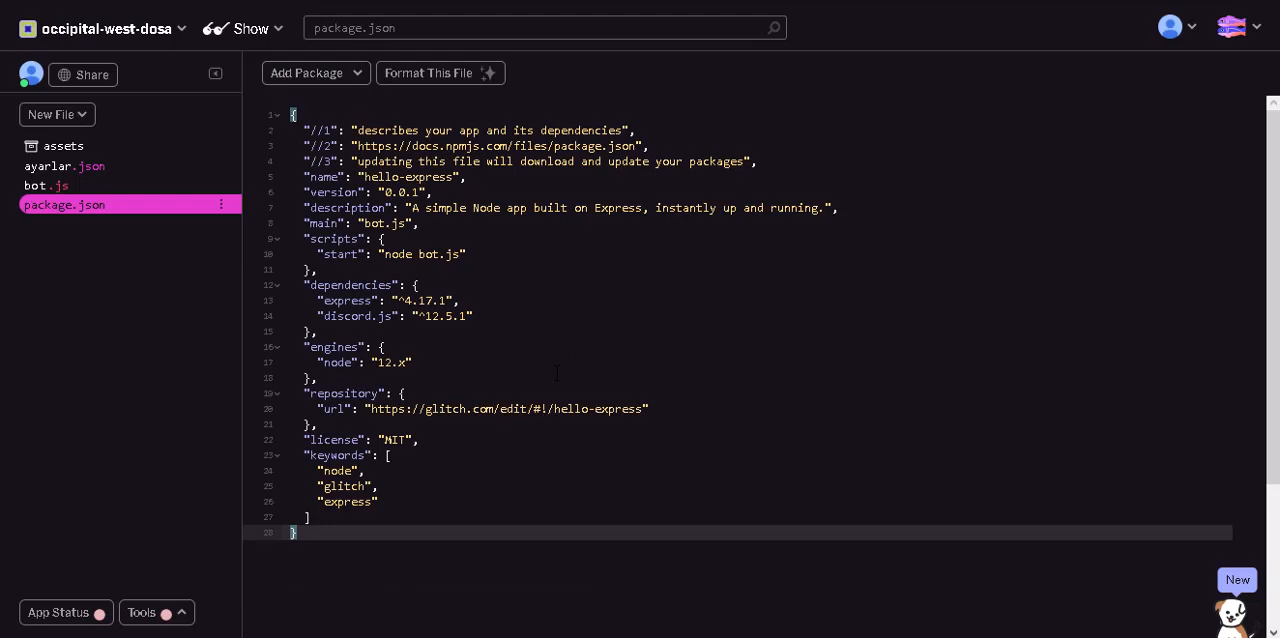 occipital-west-dosa Show package.json
Share Add Package Format This File
New File
assets
ayarlar.json
bot.js
package.json
1 {
2 "//1": "describes your app and its dependencies",
3 "//2": "https://docs.npmjs.com/files/package.json",
4 "//3": "updating this file will download and update your packages",
5 "name": "hello-express",
6 "version": "0.0.1",
7 "description": "A simple Node app built on Express, instantly up and running.",
8 "main": "bot.js",
9 "scripts": {
10 "start": "node bot.js"
11 },
12 "dependencies": {
13 "express": "^4.17.1",
14 "discord.js": "^12.5.1"
15 },
16 "engines": {
17 "node": "12.x"
18 },
19 "repository": {
20 "url": "https://glitch.com/edit/#!/hello-express"
21 },
22 "license": "MIT",
23 "keywords": [
24 "node",
25 "glitch",
26 "express"
27 ]
28 }
New
App Status Tools